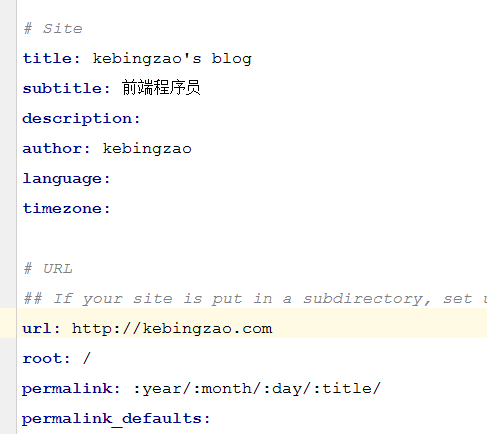 # Site
title: kebingzao's blog
subtitle: 前端程序员
description:
author: kebingzao
language:
timezone:
# URL
## If your site is put in a subdirectory, set
url: http://kebingzao.com
root: /
permalink: :year/:month/:day/:title/
permalink_defaults: